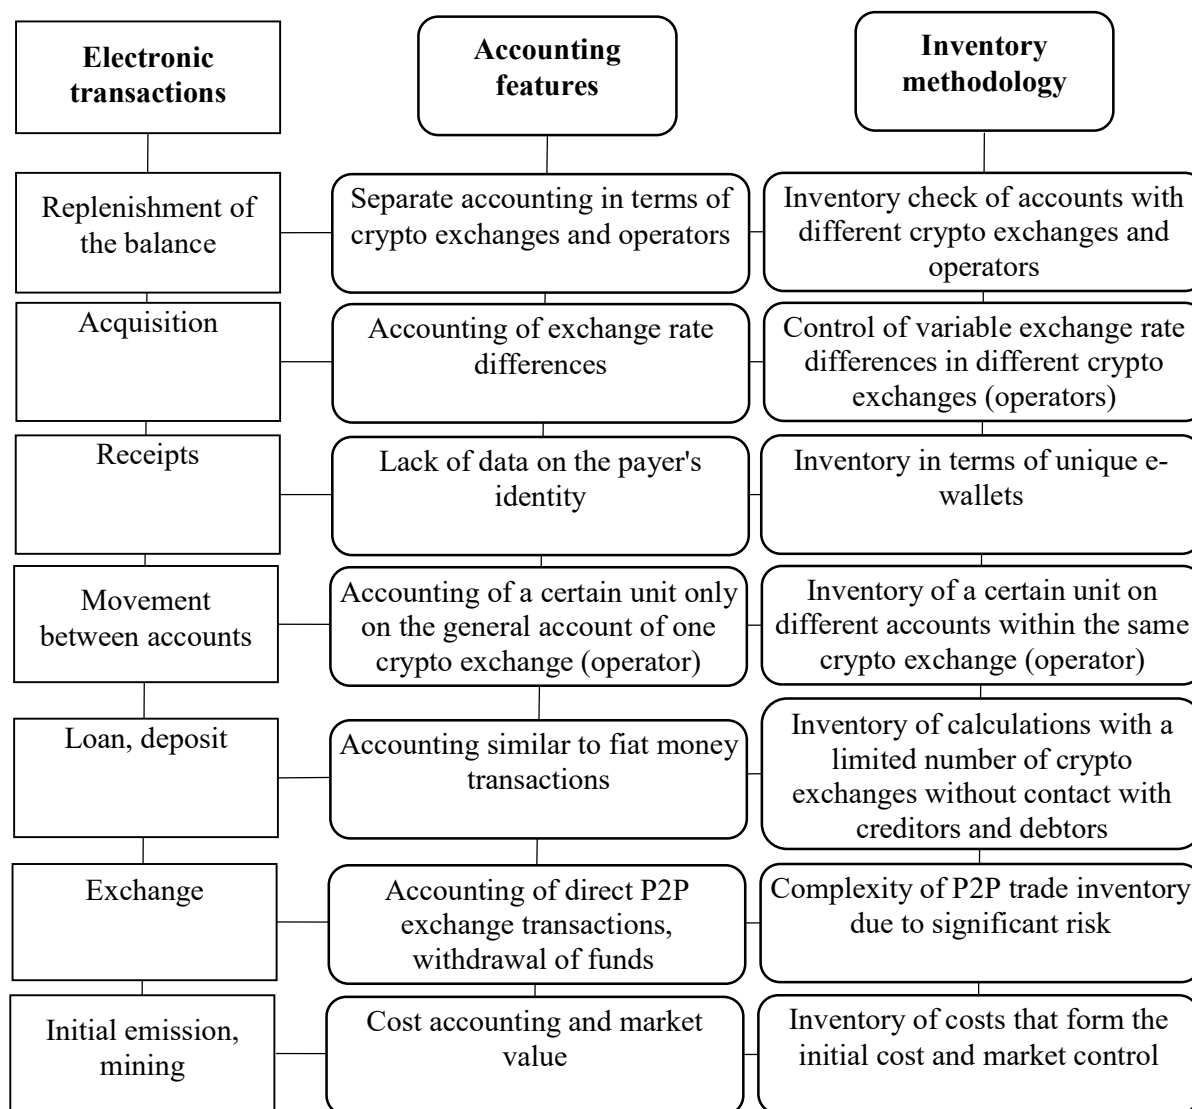 Electronic
transactions
Accounting
features
Inventory
methodology
Replenishment of
the balance
Separate accounting in terms of
crypto exchanges and operators
Inventory check of accounts with
different crypto exchanges and
operators
Acquisition
Accounting of exchange rate
differences
Control of variable exchange rate
differences in different crypto
exchanges (operators)
Receipts
Lack of data on the payer's
identity
Inventory in terms of unique e-
wallets
Movement
between accounts
Accounting of a certain unit only
on the general account of one
crypto exchange (operator)
Inventory of a certain unit on
different accounts within the same
crypto exchange (operator)
Loan, deposit
Accounting similar to fiat money
transactions
Inventory of calculations with a
limited number of crypto
exchanges without contact with
creditors and debtors
Exchange
Accounting of direct P2P
exchange transactions,
withdrawal of funds
Complexity of P2P trade inventory
due to significant risk
Initial emission,
mining
Cost accounting and market
value
Inventory of costs that form the
initial cost and market control